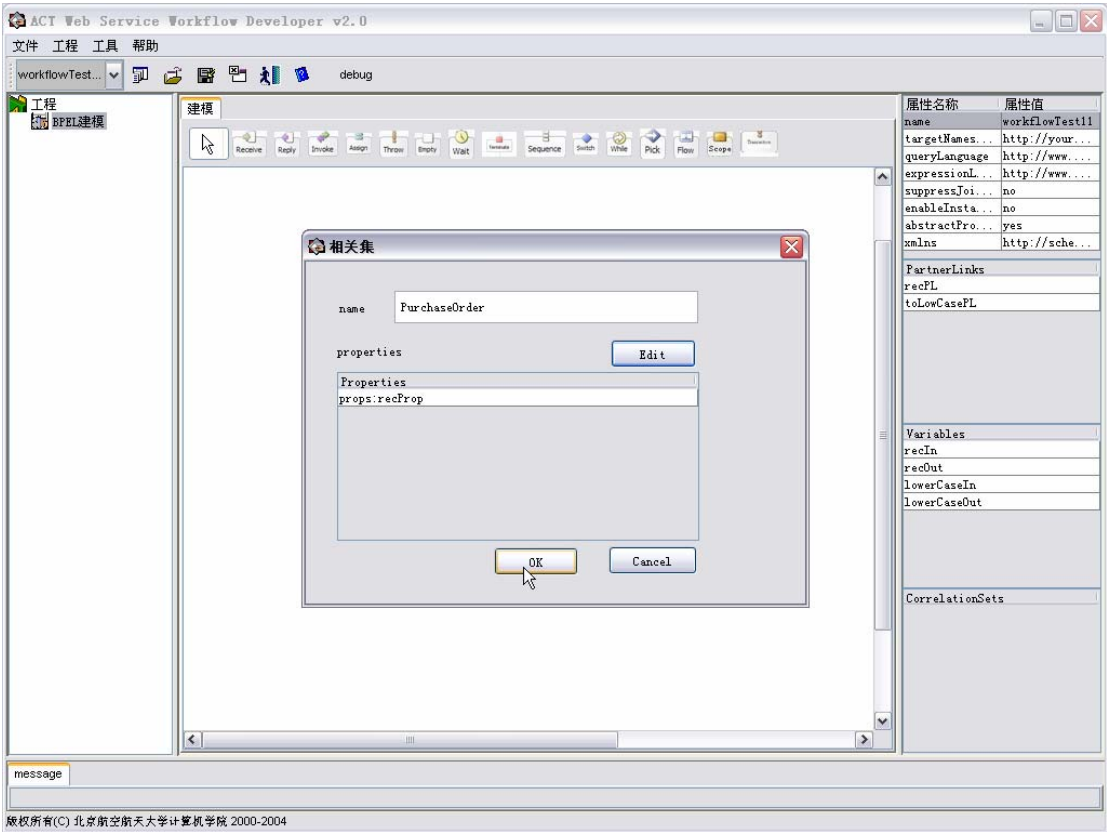 ACT Web Service Workflow Developer v2.0
文件 工程 工具 帮助
workflowTest... debug
工程
BPEL建模
建模
Receive Reply Invoke Assign Throw Empty Wait Terminate Sequence Switch While Pick Flow Scope
属性名称 属性值
name workflowTest11
targetNames... http://your...
queryLanguage http://www....
expressionL... http://www....
suppressJoi... no
enableInsta... no
abstractPro... yes
xmlns http://sche...
PartnerLinks
recPL
toLowCasePL
Variables
recIn
recOut
lowerCaseIn
lowerCaseOut
CorrelationSets
相关集
name PurchaseOrder
properties Edit
Properties
props:recProp
OK Cancel
message
版权所有(C) 北京航空航天大学计算机学院 2000-2004